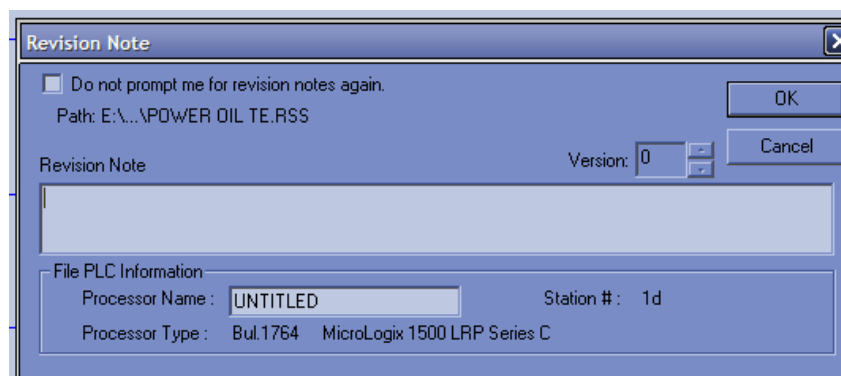 Revision Note
Do not prompt me for revision notes again.
OK
Path: E:\...\POWER OIL TE.RSS
Cancel
Version: 0
Revision Note
File PLC Information
Processor Name : UNTITLED Station # : 1d
Processor Type : Bul.1764 MicroLogix 1500 LRP Series C